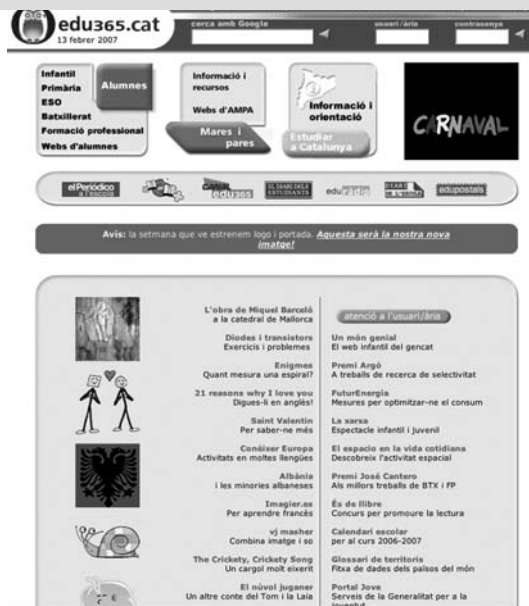 edu365.cat
13 febrer 2007
cerca amb Google
usuari/ària
contrasenya
Infantil
Primària
ESO
Batxillerat
Formació professional
Webs d'alumnes
Alumnes
Informació i
recursos
Webs d'AMPA
Mares i
pares
Informació i
orientació
Estudiar
a Catalunya
CARNAVAL
elPeriódico
a l'escola
CANAL
edu365
EL DIARI DELS
ESTUDIANTS
eduràdio
DIARI
DE L'ESCOLA
edupostals
Avís: la setmana que ve estrenem logo i portada. Aquesta serà la nostra nova
imatge!
L'obra de Miquel Barceló
a la catedral de Mallorca
Díodes i transistors
Exercicis i problemes
Enigmes
Quant mesura una espiral?
21 reasons why I love you
Digues-li en anglès!
Saint Valentin
Per saber-ne més
Conèixer Europa
Activitats en moltes llengües
Albània
i les minories albaneses
Imagier.es
Per aprendre francès
vj masher
Combina imatge i so
The Crickety, Crickety Song
Un cargol molt eixerit
El núvol juganer
Un altre conte del Tom i la Laia
atenció a l'usuari/ària
Un món genial
El web infantil del gencat
Premi Argó
A treballs de recerca de selectivitat
FuturEnergia
Mesures per optimitzar-ne el consum
La xarxa
Espectacle infantil i juvenil
El espacio en la vida cotidiana
Descobreix l'activitat espacial
Premi José Cantero
Als millors treballs de BTX i FP
És de llibre
Concurs per promoure la lectura
Calendari escolar
per al curs 2006-2007
Glossari de territoris
Fitxa de dades dels països del món
Portal Jove
Serveis de la Generalitat per a la
joventut